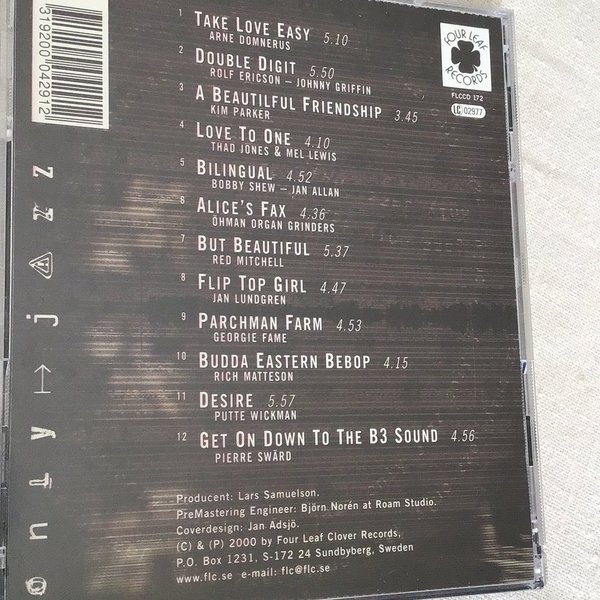 319200042912
FOUR LEAF
RECORDS
FLCCD 172
LC 02977
1 TAKE LOVE EASY 5.10
ARNE DOMNERUS
2 DOUBLE DIGIT 5.50
ROLF ERICSON – JOHNNY GRIFFIN
3 A BEAUTILFUL FRIENDSHIP 3.45
KIM PARKER
4 LOVE TO ONE 4.10
THAD JONES & MEL LEWIS
5 BILINGUAL 4.52
BOBBY SHEW – JAN ALLAN
6 ALICE'S FAX 4.36
ÖHMAN ORGAN GRINDERS
7 BUT BEAUTIFUL 5.37
RED MITCHELL
8 FLIP TOP GIRL 4.47
JAN LUNDGREN
9 PARCHMAN FARM 4.53
GEORGIE FAME
10 BUDDA EASTERN BEBOP 4.15
RICH MATTESON
11 DESIRE 5.57
PUTTE WICKMAN
12 GET ON DOWN TO THE B3 SOUND 4.56
PIERRE SWÄRD
Producer: Lars Samuelson.
PreMastering Engineer: Björn Norén at Roam Studio.
Coverdesign: Jan Adsjö.
(C) & (P) 2000 by Four Leaf Clover Records,
P.O. Box 1231, S-172 24 Sundbyberg, Sweden
www.flc.se e-mail: flc@flc.se
only jazz